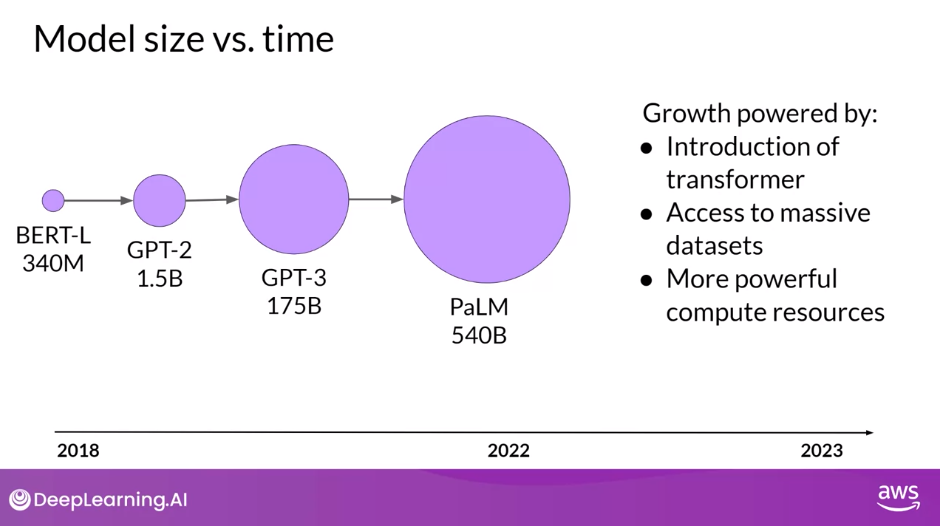 Model size vs. time
BERT-L
340M
GPT-2
1.5B
GPT-3
175B
PaLM
540B
Growth powered by:
● Introduction of
transformer
● Access to massive
datasets
● More powerful
compute resources
2018
2022
2023
DeepLearning.AI
aws